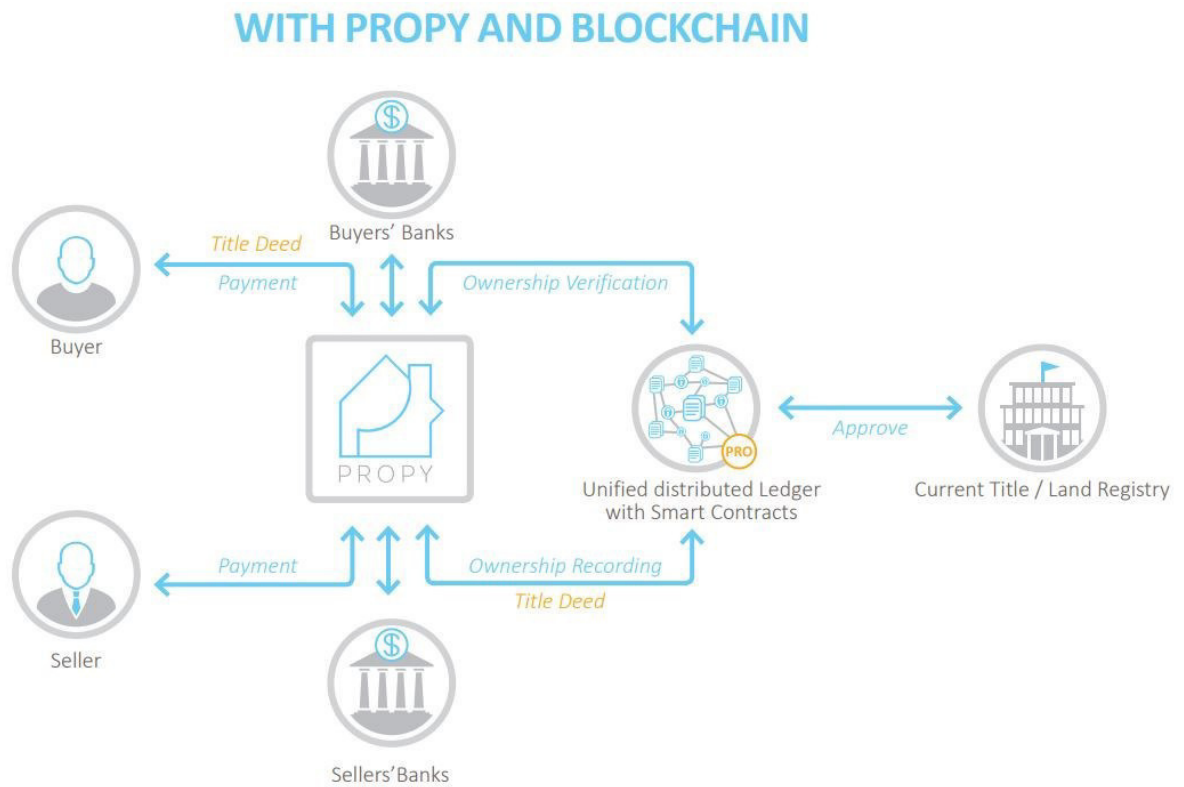 WITH PROPY AND BLOCKCHAIN
$
Buyers' Banks
Title Deed
Payment
Ownership Verification
Buyer
PROPY
PRO
Approve
Unified distributed Ledger
with Smart Contracts
Current Title / Land Registry
Payment
Ownership Recording
Title Deed
$
Seller
Sellers'Banks